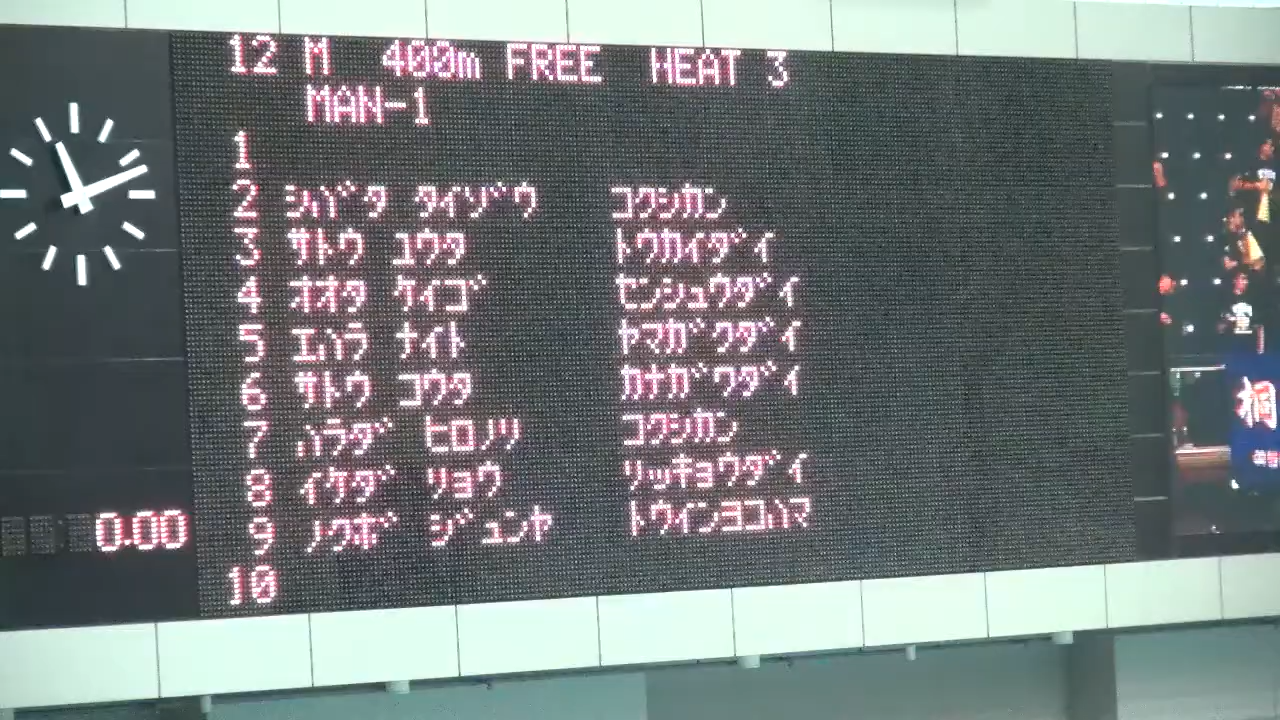 12 M 400m FREE HEAT 3
MAN-1
1
2 シバタ タイゾウ コクシカン
3 サトウ ユウタ トウカイダイ
4 オオタ ケイゴ センシュウダイ
5 エハラ ナイト ヤマガクダイ
6 サトウ コウタ カナガワダイ
7 ハラダ ヒロノリ コクシカン
8 イケダ リョウ リッキョウダイ
9 ノクボ ジュンヤ トウインヨコハマ
10
0.00
桐